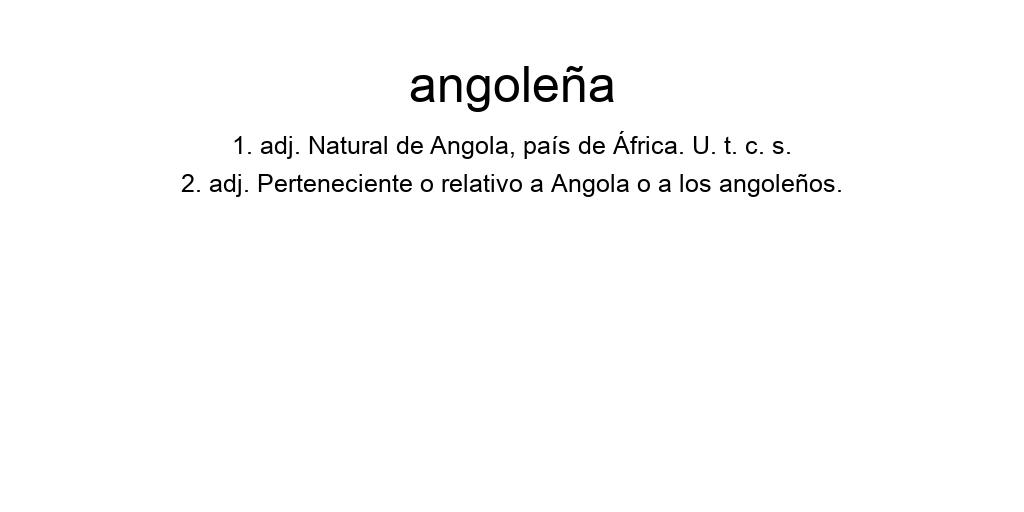 angoleña
1. adj. Natural de Angola, país de África. U. t. c. s.
2. adj. Perteneciente o relativo a Angola o a los angoleños.